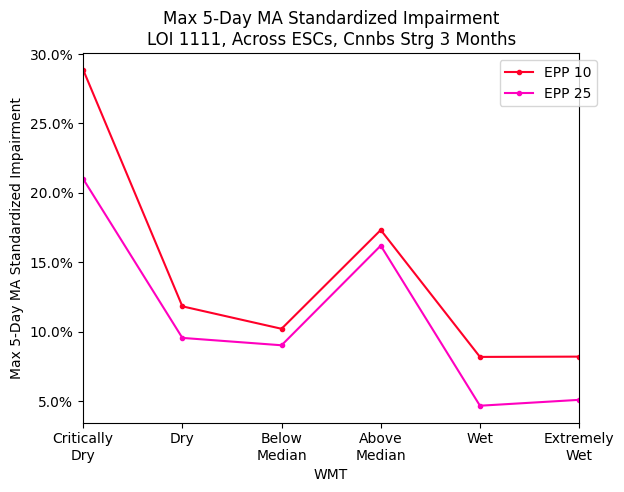 Max 5-Day MA Standardized Impairment
LOI 1111, Across ESCs, Cnnbs Strg 3 Months
EPP 10
EPP 25
Max 5-Day MA Standardized Impairment
30.0%
25.0%
20.0%
15.0%
10.0%
5.0%
Critically
Dry
Dry
Below
Median
Above
Median
Wet
Extremely
Wet
WMT